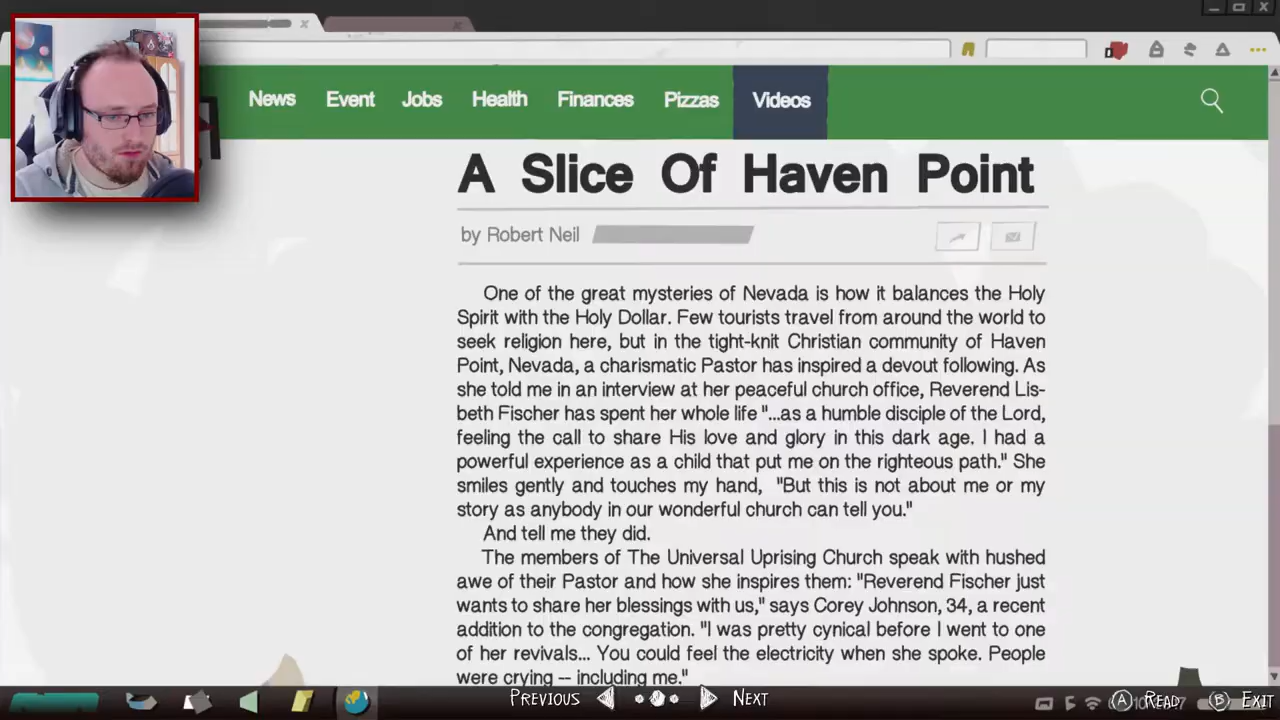 News Event Jobs Health Finances Pizzas Videos
A Slice Of Haven Point
by Robert Neil
One of the great mysteries of Nevada is how it balances the Holy
Spirit with the Holy Dollar. Few tourists travel from around the world to
seek religion here, but in the tight-knit Christian community of Haven
Point, Nevada, a charismatic Pastor has inspired a devout following. As
she told me in an interview at her peaceful church office, Reverend Lis-
beth Fischer has spent her whole life "...as a humble disciple of the Lord,
feeling the call to share His love and glory in this dark age. I had a
powerful experience as a child that put me on the righteous path." She
smiles gently and touches my hand, "But this is not about me or my
story as anybody in our wonderful church can tell you."
And tell me they did.
The members of The Universal Uprising Church speak with hushed
awe of their Pastor and how she inspires them: "Reverend Fischer just
wants to share her blessings with us," says Corey Johnson, 34, a recent
addition to the congregation. "I was pretty cynical before I went to one
of her revivals... You could feel the electricity when she spoke. People
were crying -- including me."
Previous Next A Read B Exit